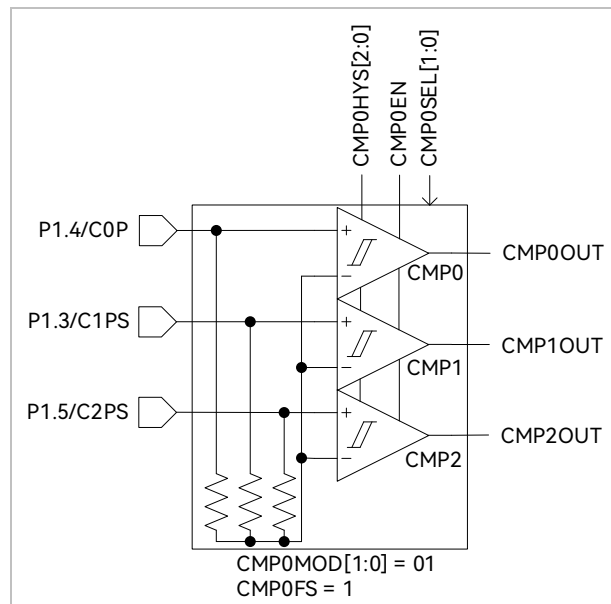 CMP0HYS[2:0]
CMP0EN
CMP0SEL[1:0]
P1.4/C0P
+
−
CMP0
CMP0OUT
P1.3/C1PS
+
−
CMP1
CMP1OUT
P1.5/C2PS
+
−
CMP2
CMP2OUT
CMP0MOD[1:0] = 01
CMP0FS = 1